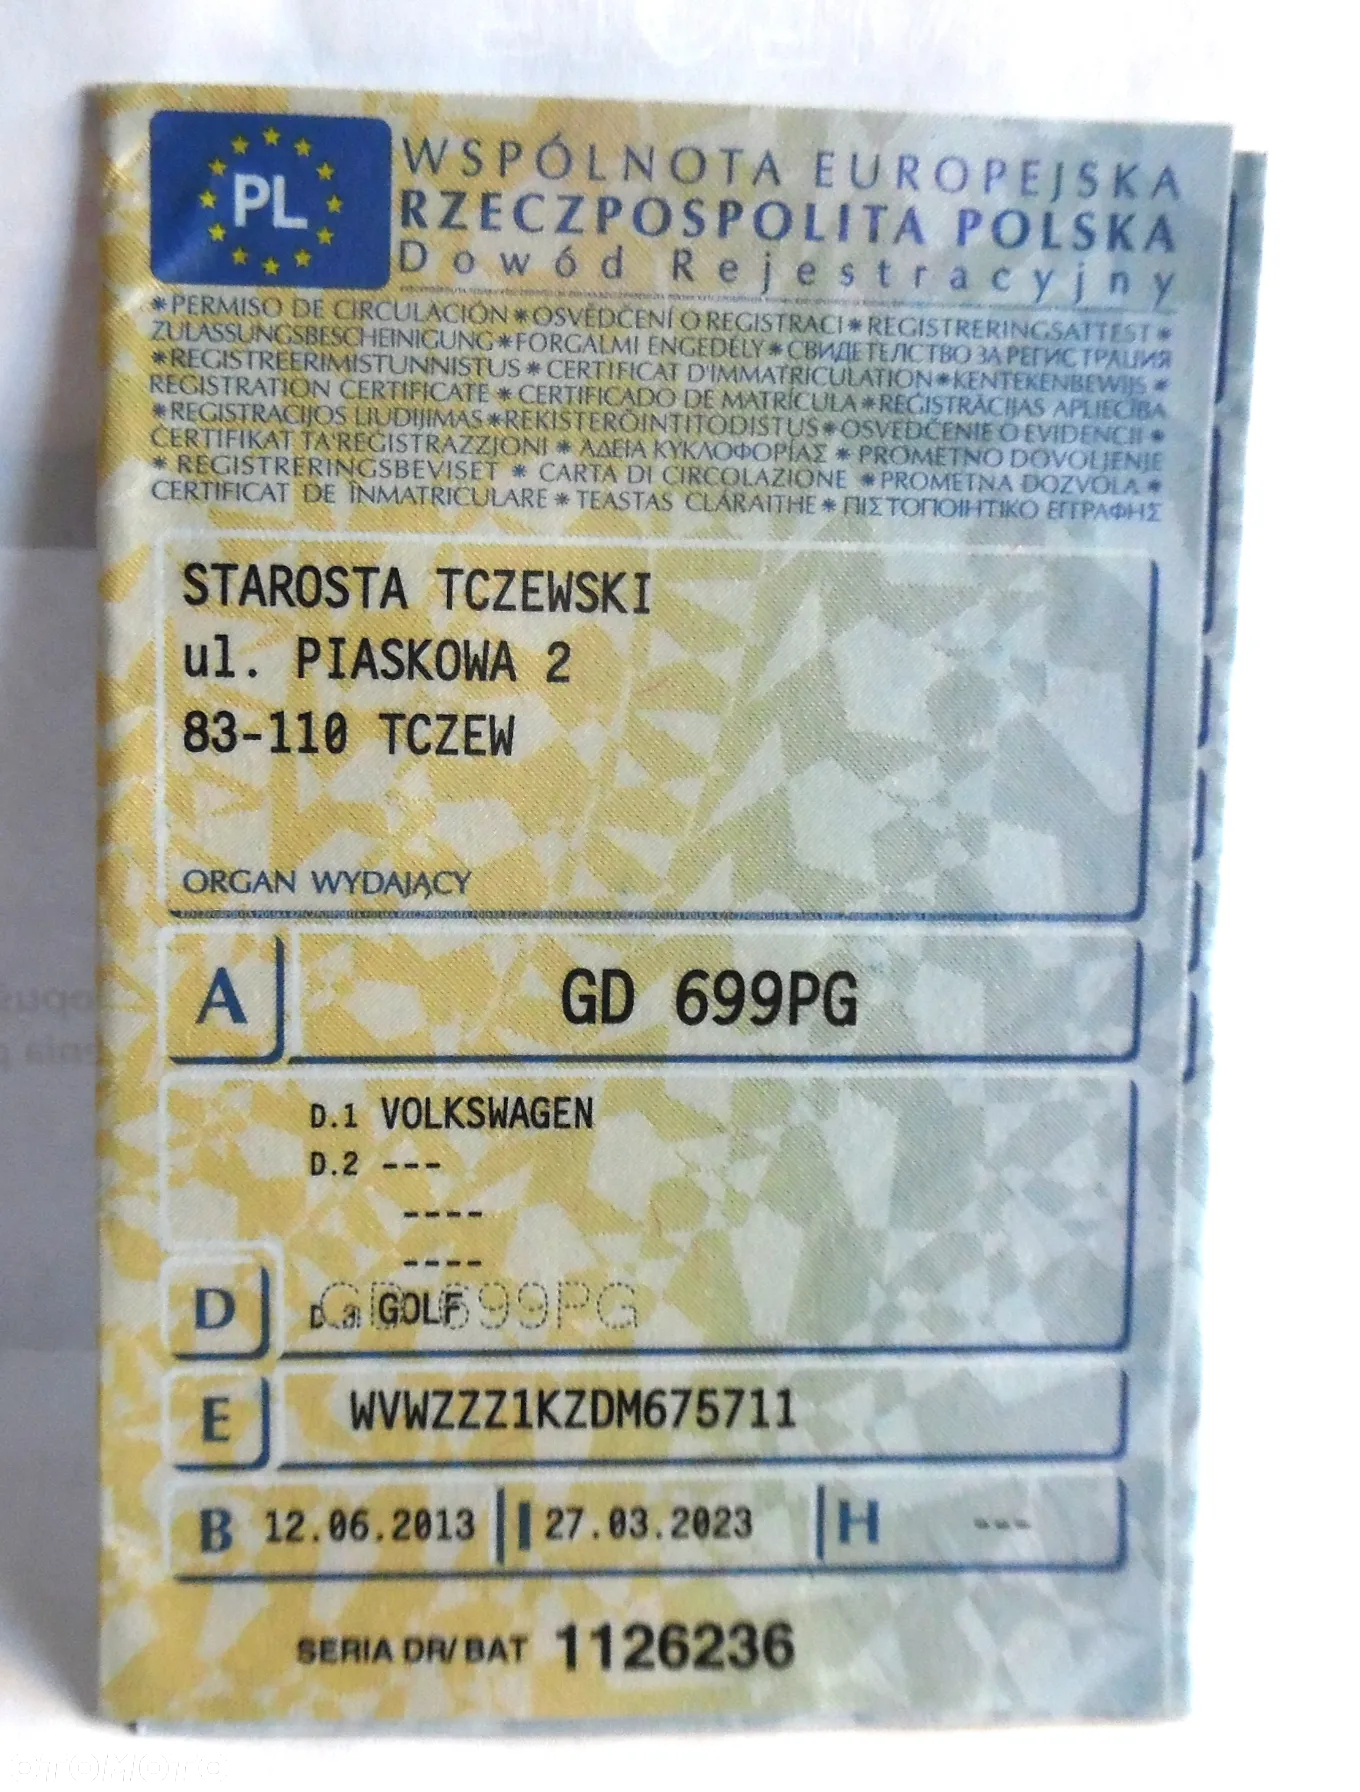 PL
WSPÓLNOTA EUROPEJSKA
RZECZPOSPOLITA POLSKA
Dowód Rejestracyjny
*PERMISO DE CIRCULACIÓN*OSVĚDČENÍ O REGISTRACI*REGISTRERINGSATTEST*
ZULASSUNGSBESCHEINIGUNG*FORGALMI ENGEDÉLY*СВИДЕТЕЛСТВО ЗА РЕГИСТРАЦИЯ
*REGISTREERIMISTUNNISTUS*CERTIFICAT D'IMMATRICULATION*KENTEKENBEWIJS*
REGISTRATION CERTIFICATE*CERTIFICADO DE MATRÍCULA*REĢISTRĀCIJAS APLIECĪBA
*REGISTRACIJOS LIUDIJIMAS*REKISTERÖINTITODISTUS*OSVEDČENIE O EVIDENCII*
ĊERTIFIKAT TA'REĠISTRAZZJONI*ΑΔΕΙΑ ΚΥΚΛΟΦΟΡΊΑΣ*PROMETNO DOVOLJENJE
*REGISTRERINGSBEVISET*CARTA DI CIRCOLAZIONE*PROMETNA DOZVOLA*
CERTIFICAT DE ÎNMATRICULARE*TEASTAS CLÁRAITHE*ΠΙΣΤΟΠΟΙΗΤΙΚΟ ΕΓΓΡΑΦΗΣ
STAROSTA TCZEWSKI
ul. PIASKOWA 2
83-110 TCZEW
ORGAN WYDAJĄCY
A GD 699PG
D.1 VOLKSWAGEN
D.2 ---
----
----
D D.3 GOLF
GD 699PG
E WVWZZZ1KZDM675711
B 12.06.2013 I 27.03.2023 H ---
SERIA DR/BAT 1126236
otomoto